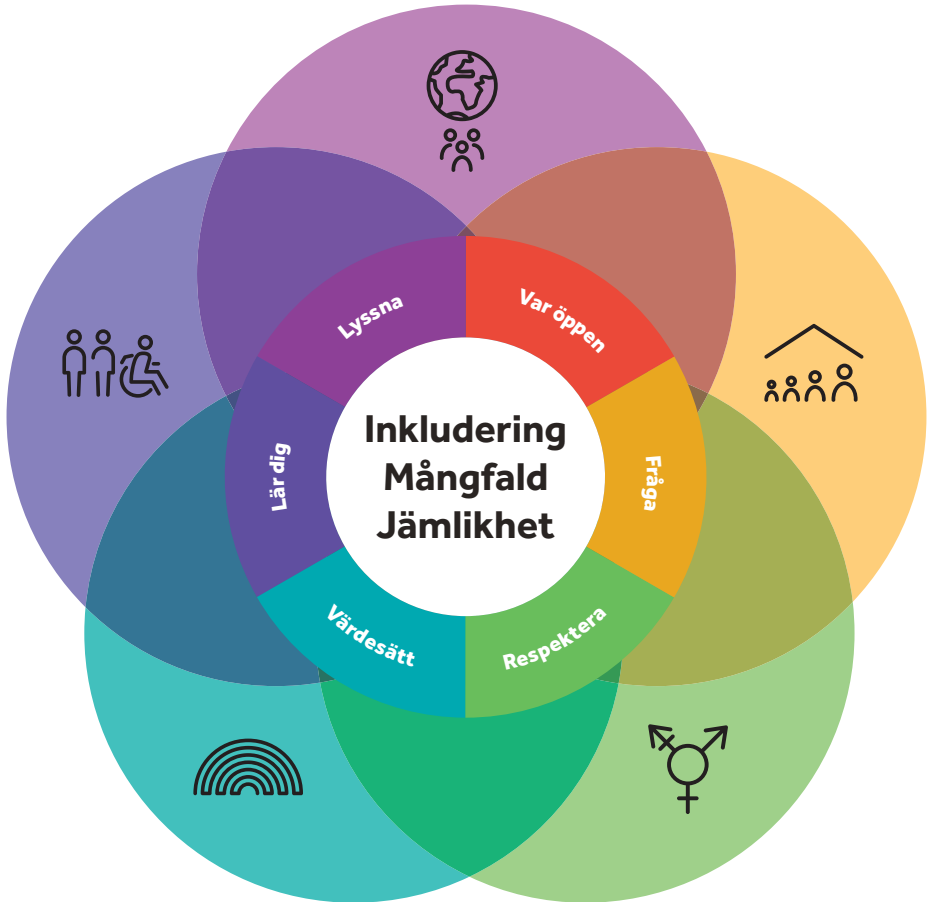 Inkludering
Mångfald
Jämlikhet
Var öppen
Fråga
Respektera
Värdesätt
Lär dig
Lyssna